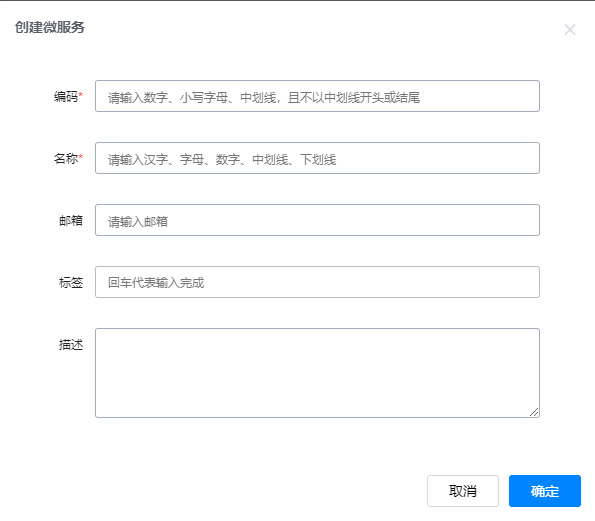 创建微服务
编码* 请输入数字、小写字母、中划线，且不以中划线开头或结尾
名称* 请输入汉字、字母、数字、中划线、下划线
邮箱 请输入邮箱
标签 回车代表输入完成
描述
取消 确定